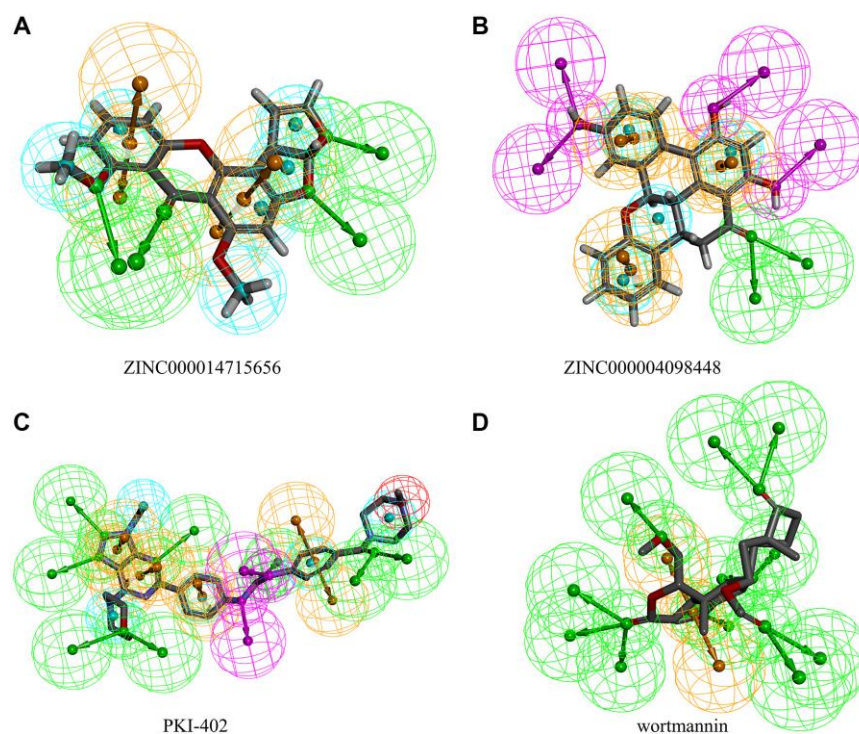 A
B
ZINC000014715656
ZINC000004098448
C
D
PKI-402
wortmannin